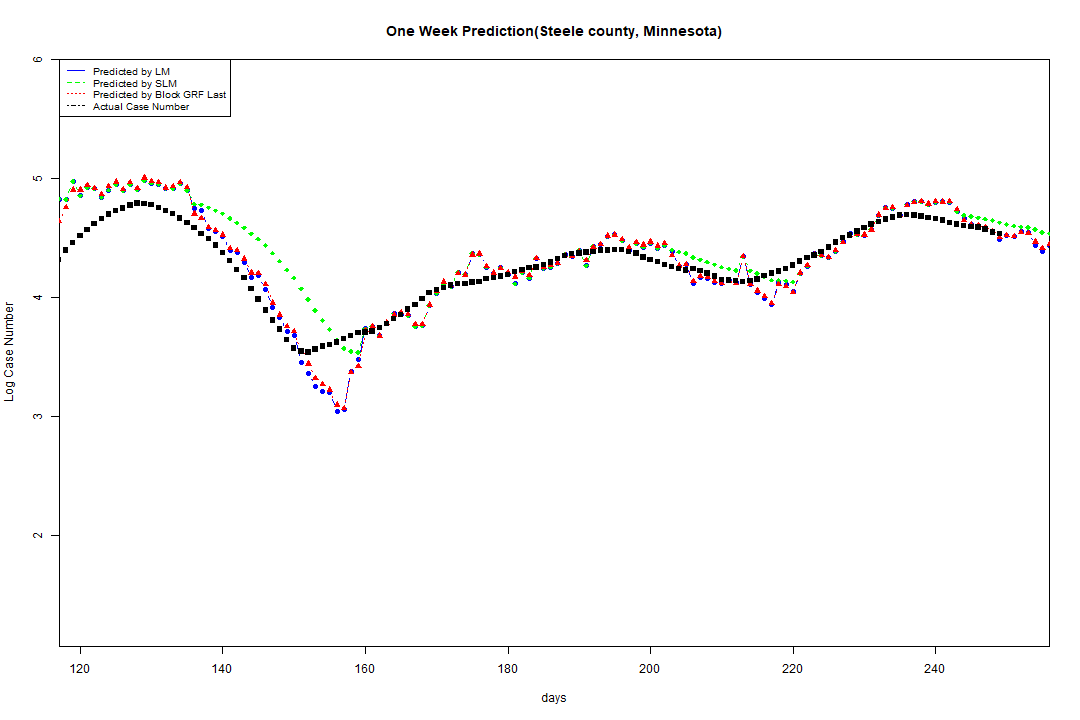 One Week Prediction(Steele county, Minnesota)
Predicted by LM
Predicted by SLM
Predicted by Block GRF Last
Actual Case Number
6
5
4
3
2
Log Case Number
120 140 160 180 200 220 240
days